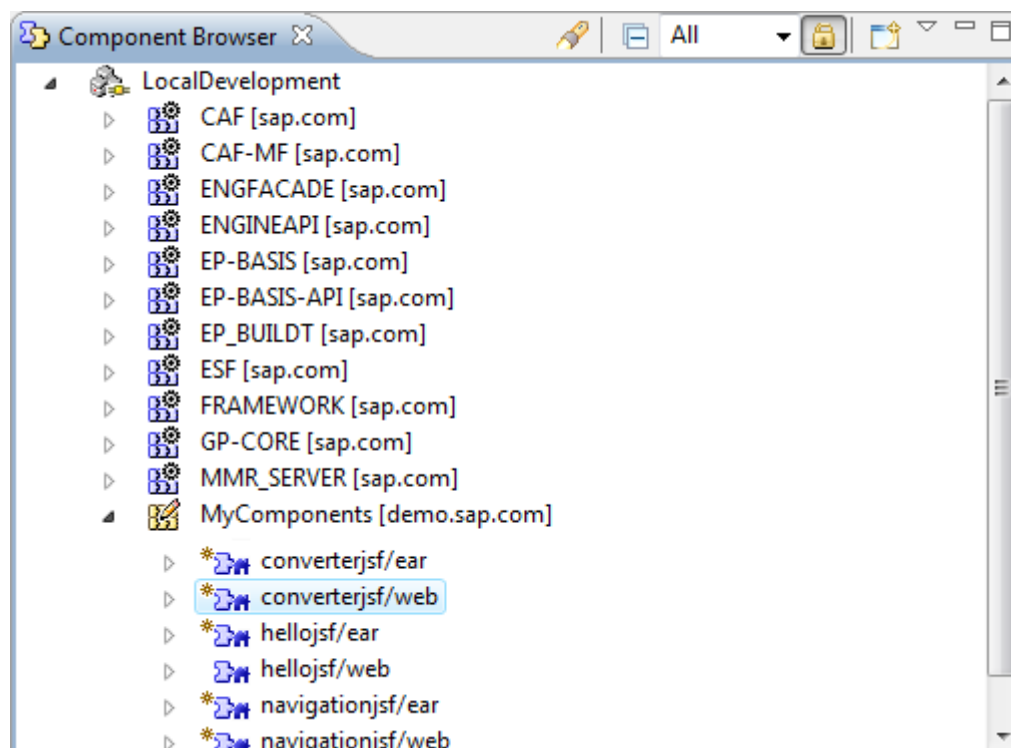 Component Browser
All
LocalDevelopment
CAF [sap.com]
CAF-MF [sap.com]
ENGFACADE [sap.com]
ENGINEAPI [sap.com]
EP-BASIS [sap.com]
EP-BASIS-API [sap.com]
EP_BUILDT [sap.com]
ESF [sap.com]
FRAMEWORK [sap.com]
GP-CORE [sap.com]
MMR_SERVER [sap.com]
MyComponents [demo.sap.com]
converterjsf/ear
converterjsf/web
hellojsf/ear
hellojsf/web
navigationjsf/ear
navigationjsf/web